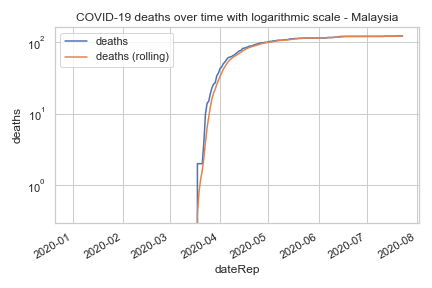 COVID-19 deaths over time with logarithmic scale - Malaysia
deaths
deaths (rolling)
deaths
10²
10¹
10⁰
2020-01
2020-02
2020-03
2020-04
2020-05
2020-06
2020-07
2020-08
dateRep